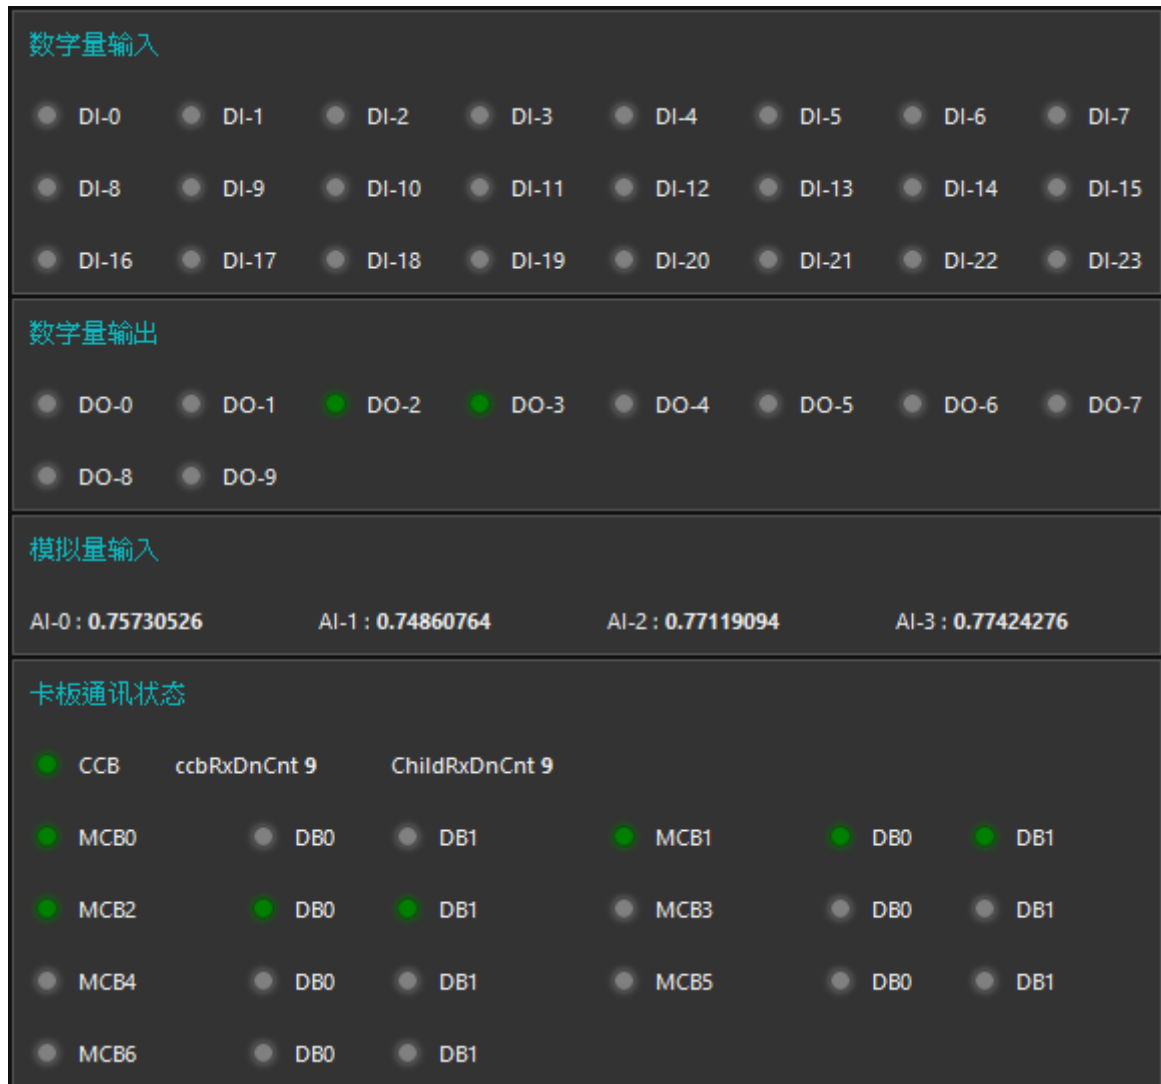 数字量输入
DI-0 DI-1 DI-2 DI-3 DI-4 DI-5 DI-6 DI-7
DI-8 DI-9 DI-10 DI-11 DI-12 DI-13 DI-14 DI-15
DI-16 DI-17 DI-18 DI-19 DI-20 DI-21 DI-22 DI-23
数字量输出
DO-0 DO-1 DO-2 DO-3 DO-4 DO-5 DO-6 DO-7
DO-8 DO-9
模拟量输入
AI-0 : 0.75730526 AI-1 : 0.74860764 AI-2 : 0.77119094 AI-3 : 0.77424276
卡板通讯状态
CCB ccbRxDnCnt 9 ChildRxDnCnt 9
MCB0 DB0 DB1 MCB1 DB0 DB1
MCB2 DB0 DB1 MCB3 DB0 DB1
MCB4 DB0 DB1 MCB5 DB0 DB1
MCB6 DB0 DB1